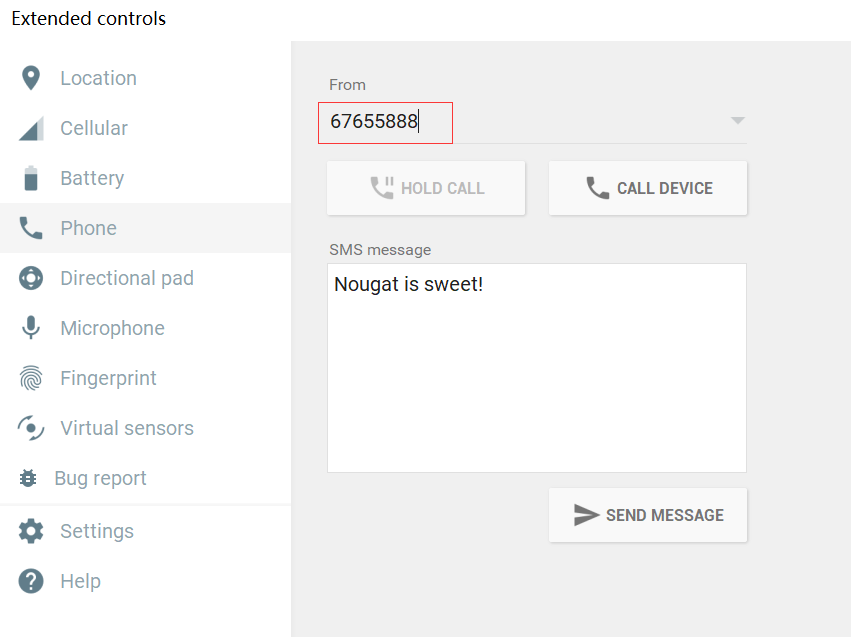 Extended controls
Location
Cellular
Battery
Phone
Directional pad
Microphone
Fingerprint
Virtual sensors
Bug report
Settings
Help
From
67655888
HOLD CALL
CALL DEVICE
SMS message
Nougat is sweet!
SEND MESSAGE